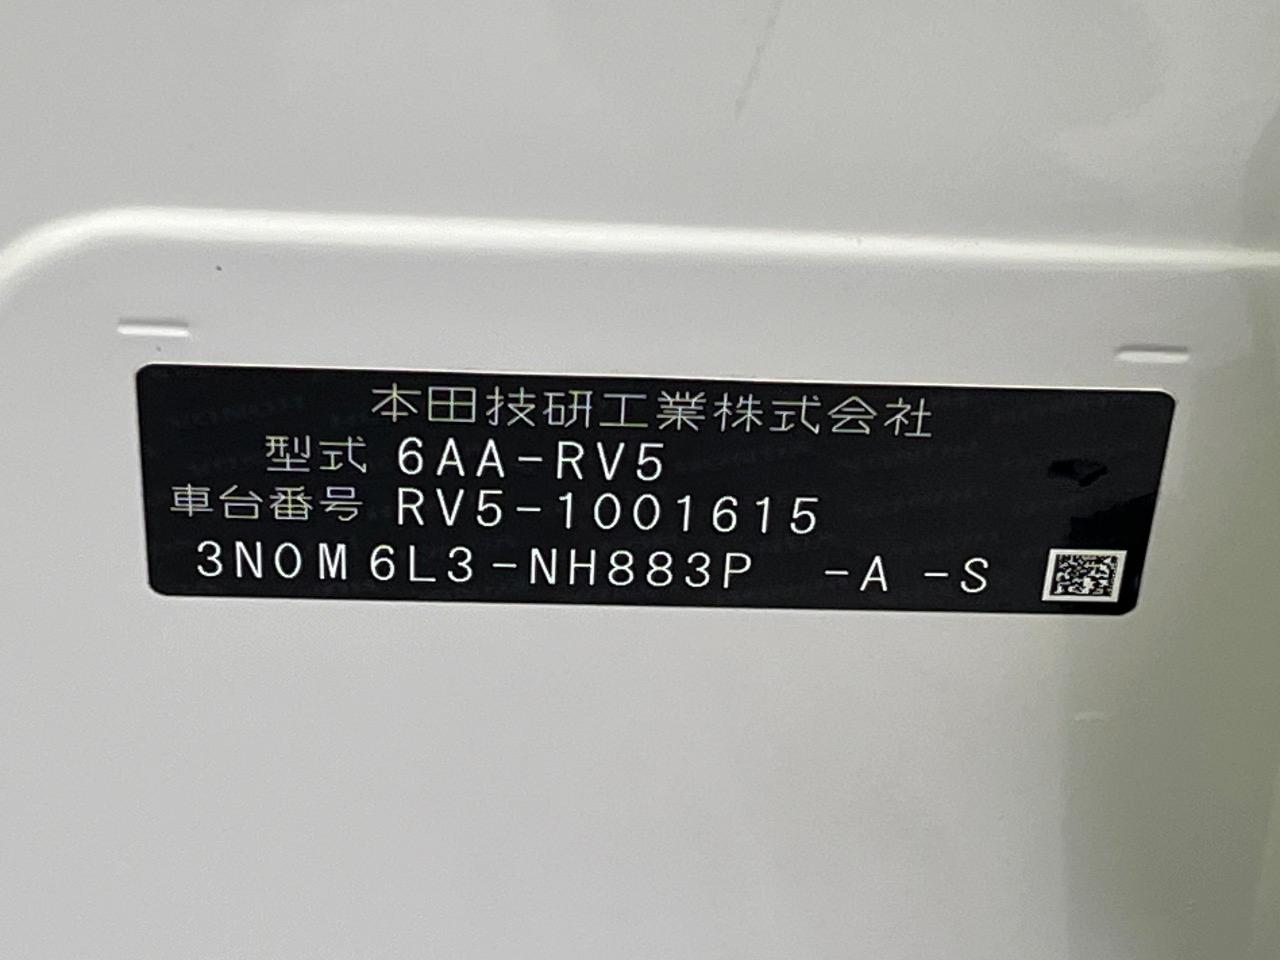 本田技研工業株式会社
型式 6AA-RV5
車台番号 RV5-1001615
3N0M6L3-NH883P -A -S